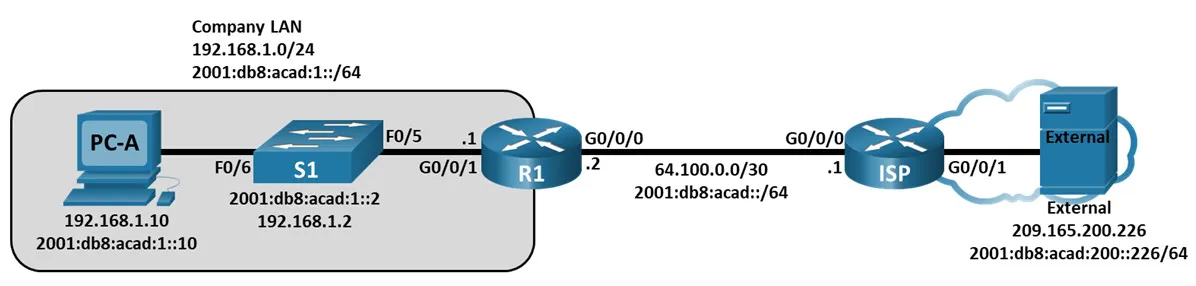 Company LAN
192.168.1.0/24
2001:db8:acad:1::/64
PC-A
F0/6
S1
F0/5
G0/0/1
.1
R1
G0/0/0
.2
64.100.0.0/30
2001:db8:acad::/64
G0/0/0
.1
ISP
G0/0/1
External
192.168.1.10
2001:db8:acad:1::10
2001:db8:acad:1::2
192.168.1.2
External
209.165.200.226
2001:db8:acad:200::226/64